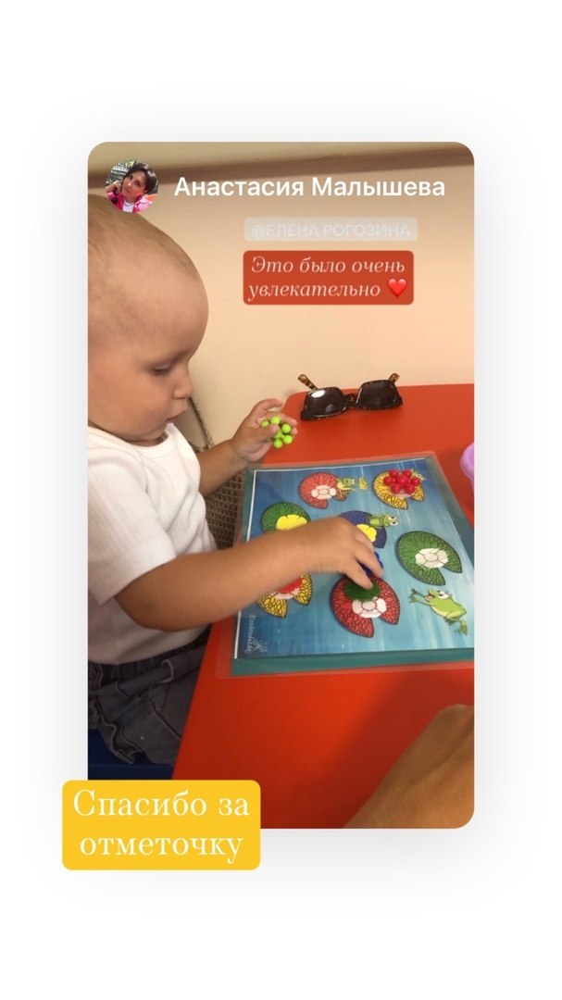 Анастасия Малышева
@ЕЛЕНА РОГОЗИНА
Это было очень
увлекательно ❤️
Спасибо за
отметочку